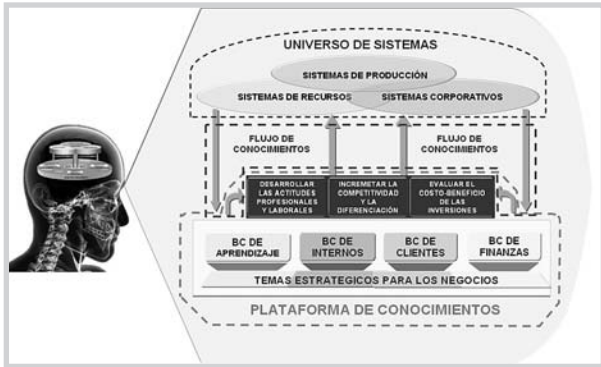 UNIVERSO DE SISTEMAS
SISTEMAS DE PRODUCCIÓN
SISTEMAS DE RECURSOS
SISTEMAS CORPORATIVOS
FLUJO DE
CONOCIMIENTOS
FLUJO DE
CONOCIMIENTOS
DESARROLLAR
LAS ACTITUDES
PROFESIONALES
Y LABORALES
INCREMETAR LA
COMPETITIVIDAD
Y LA
DIFERENCIACIÓN
EVALUAR EL
COSTO-BENEFICIO
DE LAS
INVERSIONES
BC DE
APRENDIZAJE
BC DE
INTERNOS
BC DE
CLIENTES
BC DE
FINANZAS
TEMAS ESTRATEGICOS PARA LOS NEGOCIOS
PLATAFORMA DE CONOCIMIENTOS